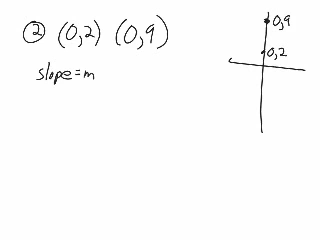 ② (0,2) (0,9)
slope=m
0,9
0,2